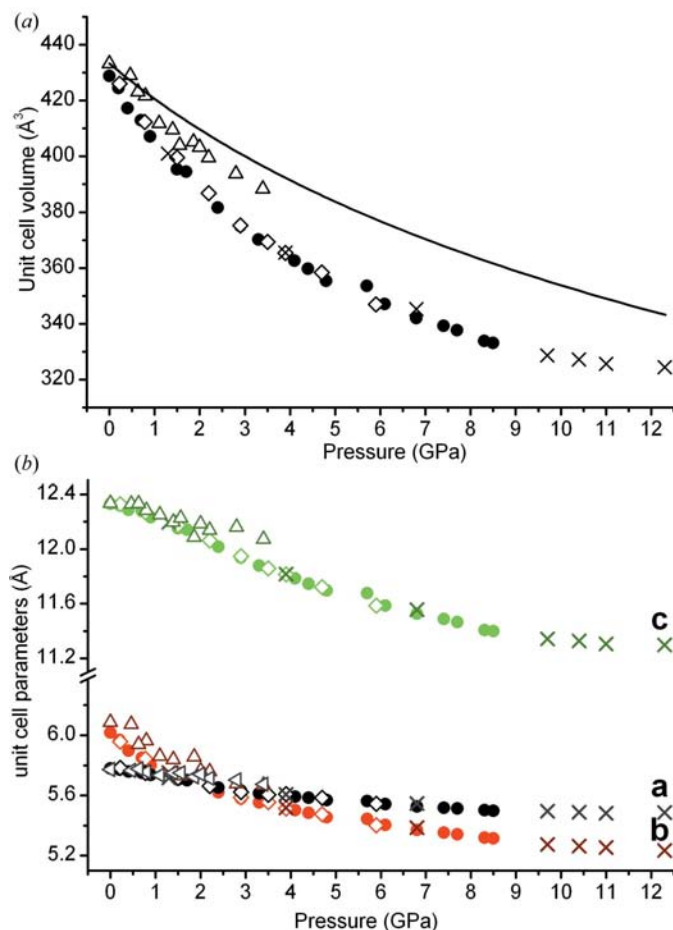 (a)
440
420
400
380
360
340
320
Unit cell volume (Å³)
0 1 2 3 4 5 6 7 8 9 10 11 12
Pressure (GPa)
(b)
12.4
12.0
11.6
11.2
6.0
5.6
5.2
unit cell parameters (Å)
c
a
b
0 1 2 3 4 5 6 7 8 9 10 11 12
Pressure (GPa)